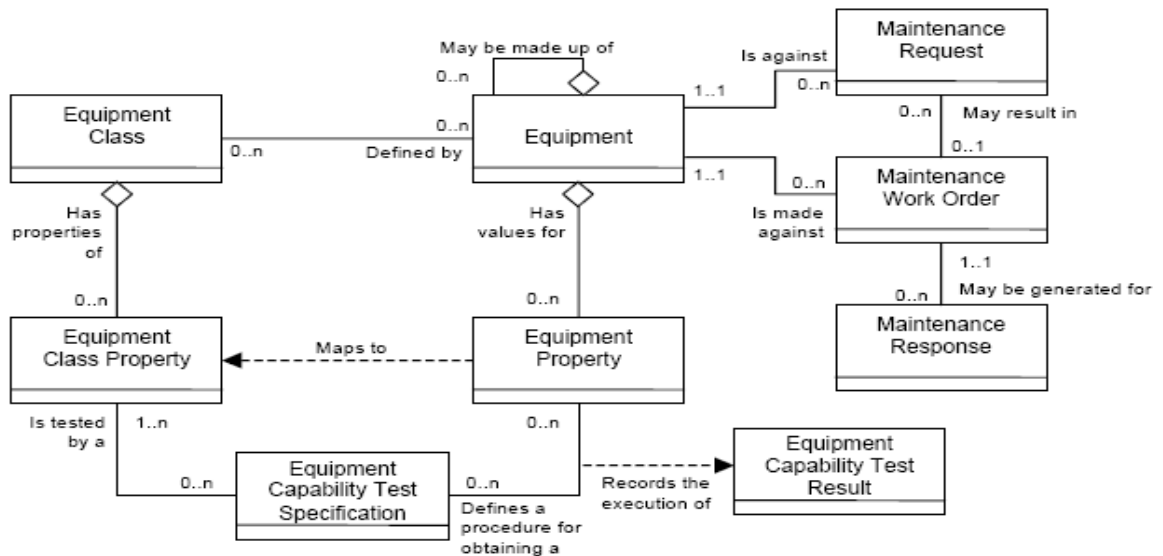 May be made up of
0..n
Is against
1..1
0..n
Maintenance
Request
Equipment
Class
0..n
Defined by
0..n
Equipment
0..n
May result in
0..1
1..1
0..n
Is made
against
Maintenance
Work Order
Has
properties
of
0..n
Has
values for
0..n
1..1
May be generated for
0..n
Maintenance
Response
Equipment
Class Property
Maps to
Equipment
Property
Is tested
by a
1..n
0..n
0..n
Equipment
Capability Test
Specification
0..n
Defines a
procedure for
obtaining a
Records the
execution of
Equipment
Capability Test
Result